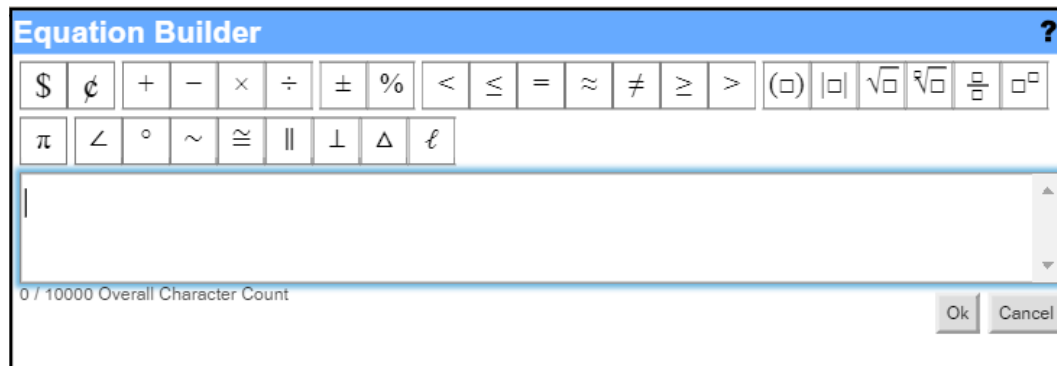 Equation Builder ?
$ ¢ + − × ÷ ± % < ≤ = ≈ ≠ ≥ > (□) |□| √□ ∛□ □/□ □□
π ∠ ° ~ ≅ ∥ ⊥ Δ ℓ
0 / 10000 Overall Character Count
Ok Cancel